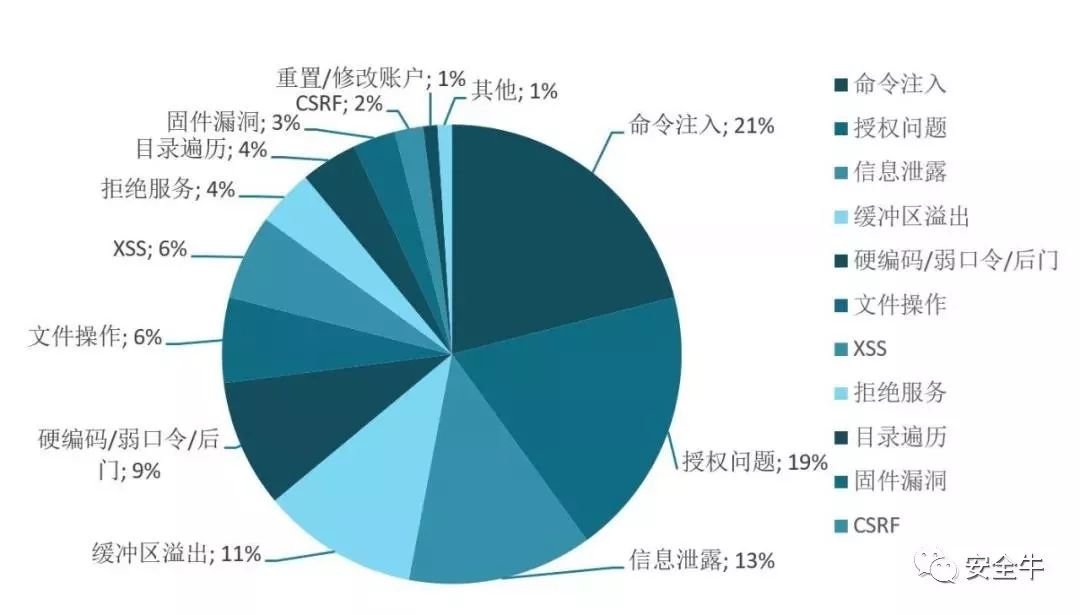 重置/修改账户; 1%
其他; 1%
CSRF; 2%
固件漏洞; 3%
目录遍历; 4%
拒绝服务; 4%
XSS; 6%
文件操作; 6%
硬编码/弱口令/后
门; 9%
缓冲区溢出; 11%
信息泄露; 13%
授权问题; 19%
命令注入; 21%
命令注入
授权问题
信息泄露
缓冲区溢出
硬编码/弱口令/后门
文件操作
XSS
拒绝服务
目录遍历
固件漏洞
CSRF
安全牛